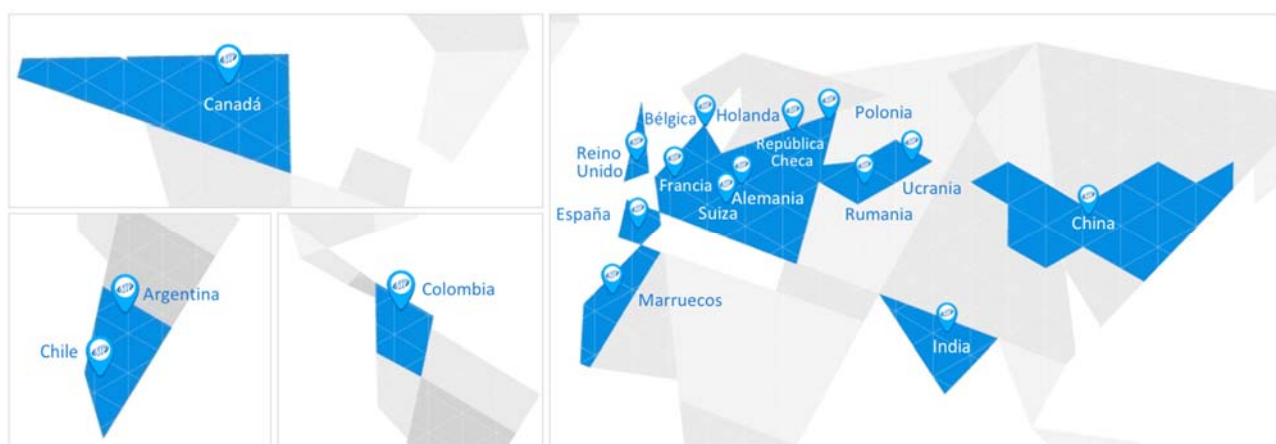 Canadá
Argentina
Chile
Colombia
Bélgica
Holanda
Polonia
Reino
Unido
República
Checa
Francia
Alemania
Suiza
Ucrania
Rumania
España
China
Marruecos
India